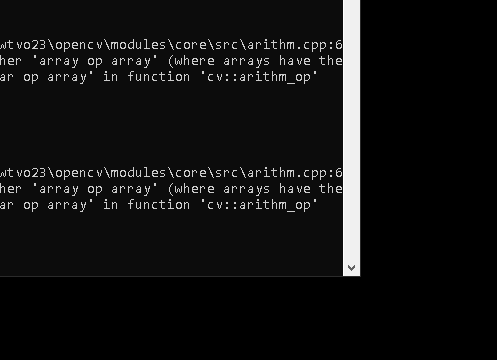 wtvo23\opencv\modules\core\src\arithm.cpp:6
her 'array op array' (where arrays have the
ar op array' in function 'cv::arithm_op'
wtvo23\opencv\modules\core\src\arithm.cpp:6
her 'array op array' (where arrays have the
ar op array' in function 'cv::arithm_op'